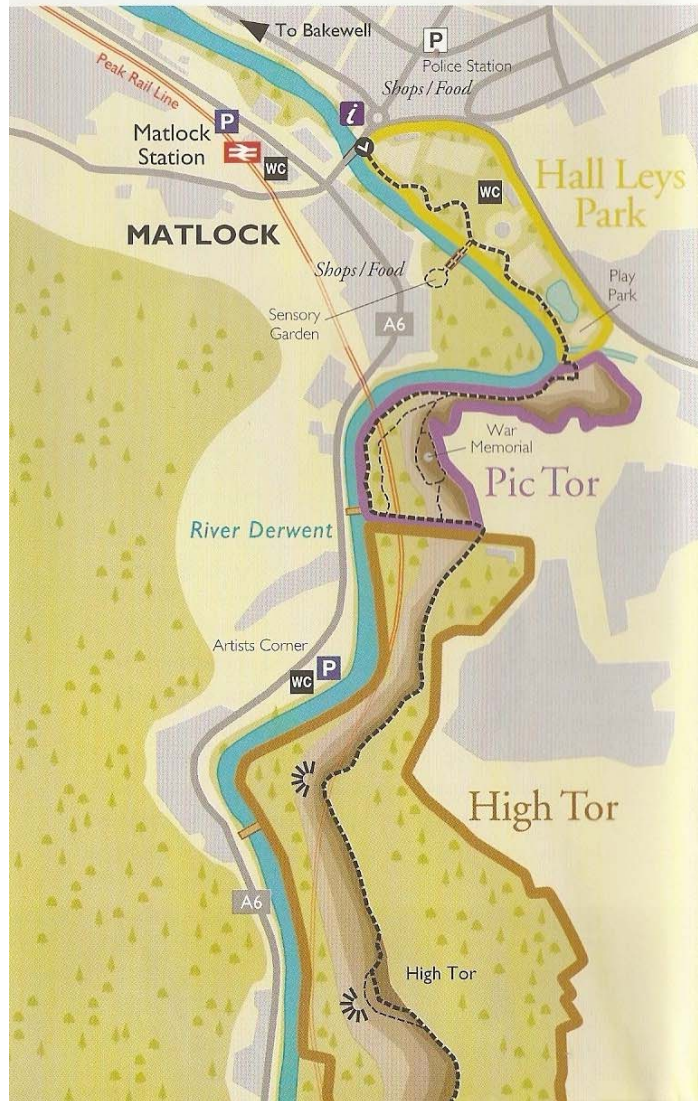 To Bakewell
P
Police Station
Shops / Food
Peak Rail Line
i
P
Matlock
Station
WC
WC
Hall Leys
Park
MATLOCK
Shops / Food
Play
Park
Sensory
Garden
A6
War
Memorial
Pic Tor
River Derwent
Artists Corner
P
WC
High Tor
A6
High Tor